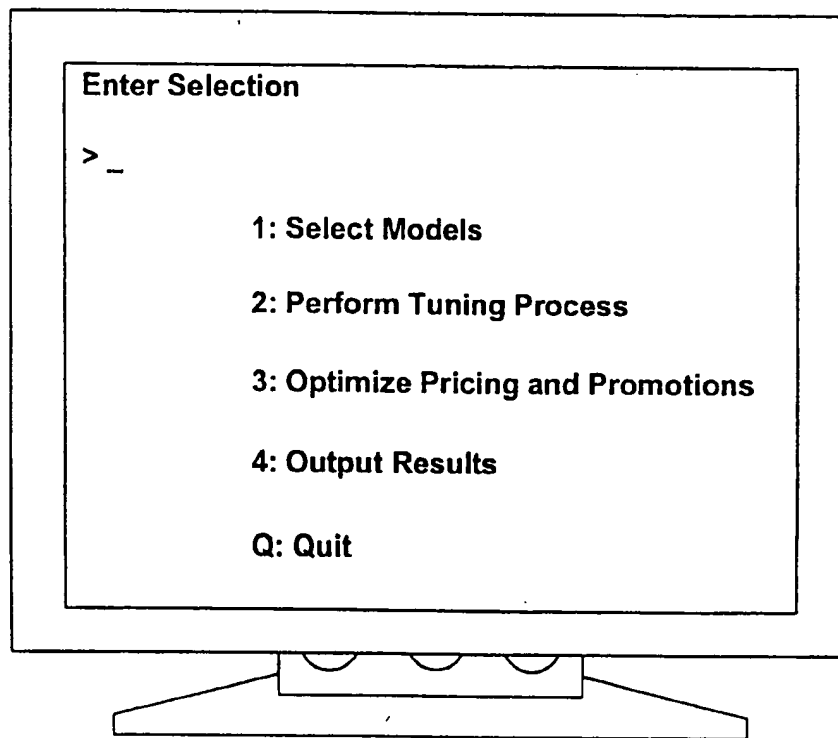 Enter Selection
> _
1: Select Models
2: Perform Tuning Process
3: Optimize Pricing and Promotions
4: Output Results
Q: Quit